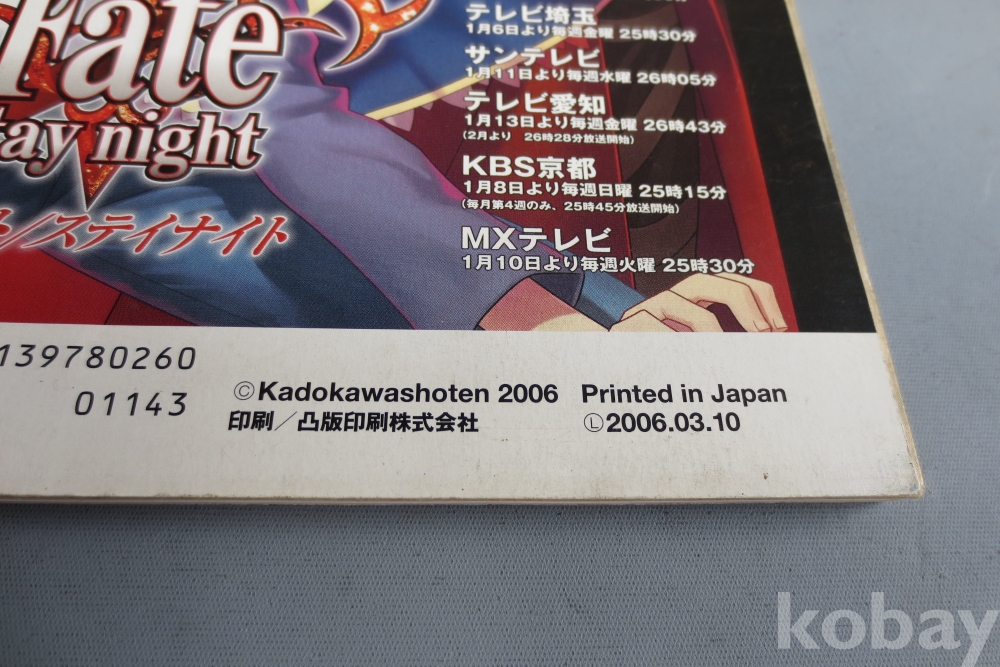 テレビ埼玉
1月6日より毎週金曜 25時30分
サンテレビ
1月11日より毎週水曜 26時05分
テレビ愛知
1月13日より毎週金曜 26時43分
(2月より 26時28分放送開始)
KBS京都
1月8日より毎週日曜 25時15分
(毎月第4週のみ、25時45分放送開始)
MXテレビ
1月10日より毎週火曜 25時30分
Fate
tay night
/ステイナイト
139780260
01143
©Kadokawashoten 2006 Printed in Japan
印刷/凸版印刷株式会社 Ⓛ2006.03.10
kobay